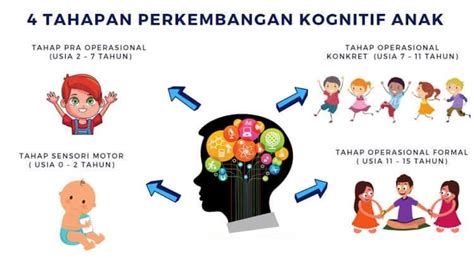 4 TAHAPAN PERKEMBANGAN KOGNITIF ANAK
TAHAP PRA OPERASIONAL
(USIA 2 - 7 TAHUN)
TAHAP OPERASIONAL
KONKRET (USIA 7 - 11 TAHUN)
TAHAP SENSORI MOTOR
( USIA 0 - 2 TAHUN)
TAHAP OPERASIONAL FORMAL
( USIA 11 - 15 TAHUN)